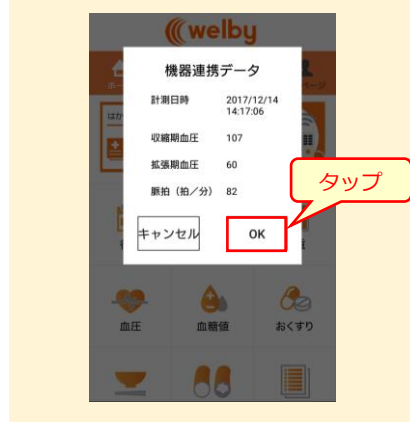 welby
機器連携データ
計測日時 2017/12/14
14:17:06
収縮期血圧 107
拡張期血圧 60
脈拍（拍／分） 82
タップ
キャンセル OK
血圧 血糖値 おくすり